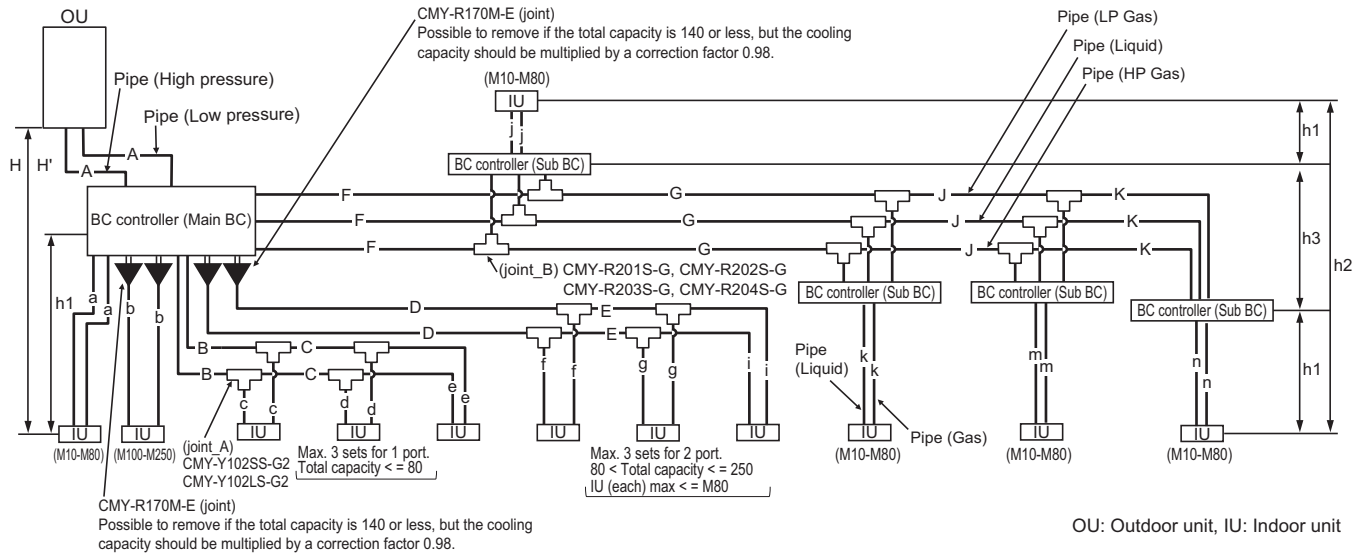 OU
CMY-R170M-E (joint)
Possible to remove if the total capacity is 140 or less, but the cooling
capacity should be multiplied by a correction factor 0.98.
Pipe (LP Gas)
Pipe (Liquid)
Pipe (HP Gas)
Pipe (High pressure)
Pipe (Low pressure)
(M10-M80)
IU
j j
h1
H H'
A
A
BC controller (Sub BC)
BC controller (Main BC)
F G J K
F G J K
F G J K
h3
h2
(joint_B) CMY-R201S-G, CMY-R202S-G
CMY-R203S-G, CMY-R204S-G
BC controller (Sub BC)
BC controller (Sub BC)
BC controller (Sub BC)
h1
a a b b
D E
D E
B C
B C
c c d d e e
f f g g i i
Pipe
(Liquid)
k k
m m
n n
h1
Pipe (Gas)
IU IU IU IU IU IU IU IU IU IU IU
(M10-M80)
(M100-M250)
(joint_A)
CMY-Y102SS-G2
CMY-Y102LS-G2
Max. 3 sets for 1 port.
Total capacity < = 80
Max. 3 sets for 2 port.
80 < Total capacity < = 250
IU (each) max < = M80
(M10-M80)
(M10-M80)
(M10-M80)
CMY-R170M-E (joint)
Possible to remove if the total capacity is 140 or less, but the cooling
capacity should be multiplied by a correction factor 0.98.
OU: Outdoor unit, IU: Indoor unit